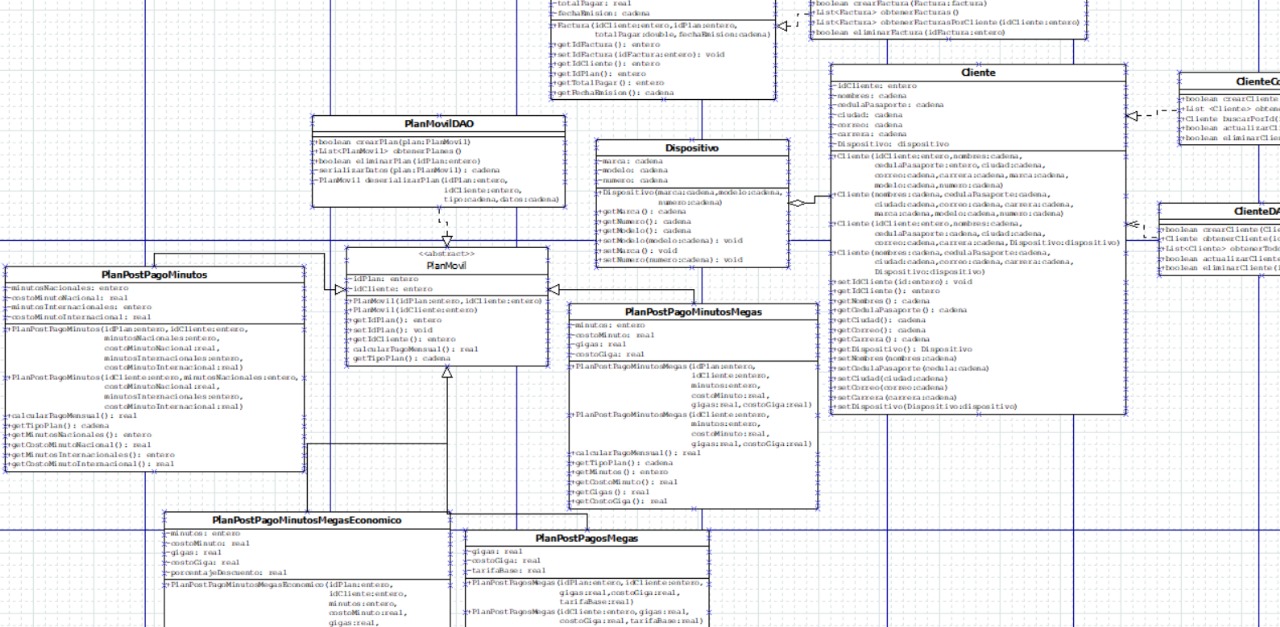 totalPagar: real
-fechaEmision: cadena
+Factura(idCliente:entero,idPlan:entero,
totalPagar:double,fechaEmision:cadena)
+getIdFactura(): entero
+setIdFactura(idFactura:entero): void
+getIdCliente(): entero
+getIdPlan(): entero
+getTotalPagar(): entero
+getFechaEmision(): cadena
boolean crearFactura(Factura:factura)
+List<Factura> obtenerFacturas()
+List<Factura> obtenerFacturasPorCliente(idCliente:entero)
+boolean eliminarFactura(idFactura:entero)
PlanMovilDAO
+boolean crearPlan(plan:PlanMovil)
+List<PlanMovil> obtenerPlanes()
+boolean eliminarPlan(idPlan:entero)
-serializarDatos(plan:PlanMovil): cadena
-PlanMovil deserializarPlan(idPlan:entero,
idCliente:entero,
tipo:cadena,datos:cadena)
Dispositivo
-marca: cadena
-modelo: cadena
-numero: cadena
+Dispositivo(marca:cadena,modelo:cadena,
numero:cadena)
+getMarca(): cadena
+getNumero(): cadena
+getModelo(): cadena
+setModelo(modelo:cadena): void
+setMarca(): void
+setNumero(numero:cadena): void
Cliente
-idCliente: entero
-nombres: cadena
-cedulaPasaporte: cadena
-ciudad: cadena
-correo: cadena
-carrera: cadena
-Dispositivo: dispositivo
+Cliente(idCliente:entero,nombres:cadena,
cedulaPasaporte:entero,ciudad:cadena,
correo:cadena,carrera:cadena,marca:cadena,
modelo:cadena,numero:cadena)
+Cliente(nombres:cadena,cedulaPasaporte:cadena,
ciudad:cadena,correo:cadena,carrera:cadena,
marca:cadena,modelo:cadena,numero:cadena)
+Cliente(idCliente:entero,nombres:cadena,
cedulaPasaporte:cadena,ciudad:cadena,
correo:cadena,carrera:cadena,Dispositivo:dispositivo)
+Cliente(nombres:cadena,cedulaPasaporte:cadena,
ciudad:cadena,correo:cadena,carrera:cadena,
Dispositivo:dispositivo)
+setIdCliente(id:entero): void
+getIdCliente(): entero
+getNombres(): cadena
+getCedulaPasaporte(): cadena
+getCiudad(): cadena
+getCorreo(): cadena
+getCarrera(): cadena
+getDispositivo(): Dispositivo
+setNombres(nombres:cadena)
+setCedulaPasaporte(cedula:cadena)
+setCiudad(ciudad:cadena)
+setCorreo(correo:cadena)
+setCarrera(carrera:cadena)
+setDispositivo(Dispositivo:dispositivo)
ClienteCo
+boolean crearCliente
+List <Cliente> obtene
+Cliente buscarPorId(i
+boolean actualizarCl
+boolean eliminarClien
ClienteDA
+boolean crearCliente(Clie
+Cliente obtenerCliente(id
+List<Cliente> obtenerTodo
+boolean actualizarCliente
+boolean eliminarCliente(i
PlanPostPagoMinutos
-minutosNacionales: entero
-costoMinutoNacional: real
-minutosInternacionales: entero
-costoMinutoInternacional: real
+PlanPostPagoMinutos(idPlan:entero,idCliente:entero,
minutosNacionales:entero,
costoMinutoNacional:real,
minutosInternacionales:entero,
costoMinutoInternacional:real)
+PlanPostPagoMinutos(idCliente:entero,minutosNacionales:entero,
costoMinutoNacional:real,
minutosInternacionales:entero,
costoMinutoInternacional:real)
+calcularPagoMensual(): real
+getTipoPlan(): cadena
+getMinutosNacionales(): entero
+getCostoMinutoNacional(): real
+getMinutosInternacionales(): entero
+getCostoMinutoInternacional(): real
<<abstract>>
PlanMovil
-idPlan: entero
-idCliente: entero
+PlanMovil(idPlan:entero,idCliente:entero)
+PlanMovil(idCliente:entero)
+getIdPlan(): entero
+setIdPlan(): void
+getIdCliente(): entero
calcularPagoMensual(): real
getTipoPlan(): cadena
PlanPostPagoMinutosMegas
-minutos: entero
-costoMinuto: real
-gigas: real
-costoGiga: real
+PlanPostPagoMinutosMegas(idPlan:entero,
idCliente:entero,
minutos:entero,
costoMinuto:real,
gigas:real,costoGiga:real)
+PlanPostPagoMinutosMegas(idCliente:entero,
minutos:entero,
costoMinuto:real,
gigas:real,costoGiga:real)
+calcularPagoMensual(): real
+getTipoPlan(): cadena
+getMinutos(): entero
+getCostoMinuto(): real
+getGigas(): real
+getCostoGiga(): real
PlanPostPagoMinutosMegasEconomico
-minutos: entero
-costoMinuto: real
-gigas: real
-costoGiga: real
-porcentajeDescuento: real
+PlanPostPagoMinutosMegasEconomico(idPlan:entero,
idCliente:entero,
minutos:entero,
costoMinuto:real,
gigas:real,
PlanPostPagosMegas
-gigas: real
-costoGiga: real
-tarifaBase: real
+PlanPostPagosMegas(idPlan:entero,idCliente:entero,
gigas:real,costoGiga:real,
tarifaBase:real)
+PlanPostPagosMegas(idCliente:entero,gigas:real,
costoGiga:real,tarifaBase:real)